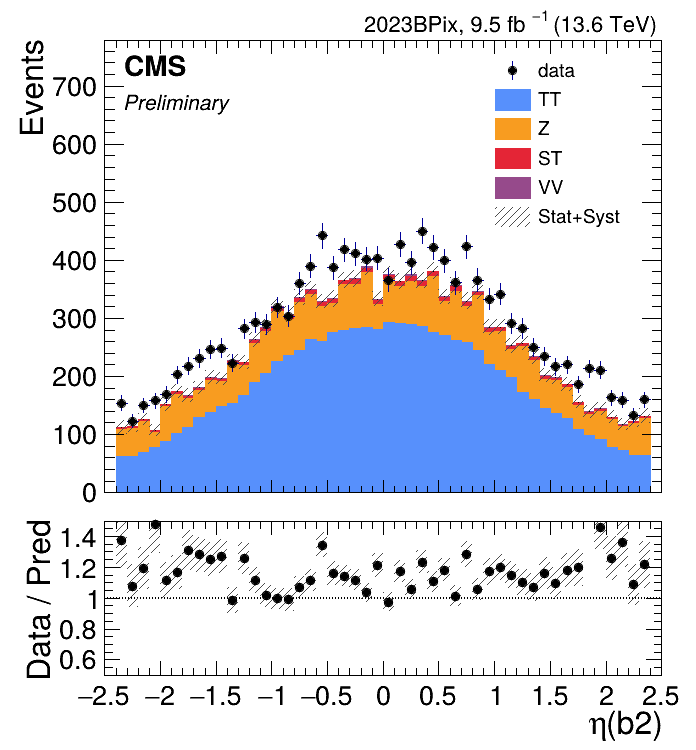 2023BPix, 9.5 fb⁻¹ (13.6 TeV)
Events
CMS
Preliminary
data
TT
Z
ST
VV
Stat+Syst
700
600
500
400
300
200
100
0
Data / Pred
1.4
1.2
1
0.8
0.6
−2.5 −2 −1.5 −1 −0.5 0 0.5 1 1.5 2 2.5
η(b2)